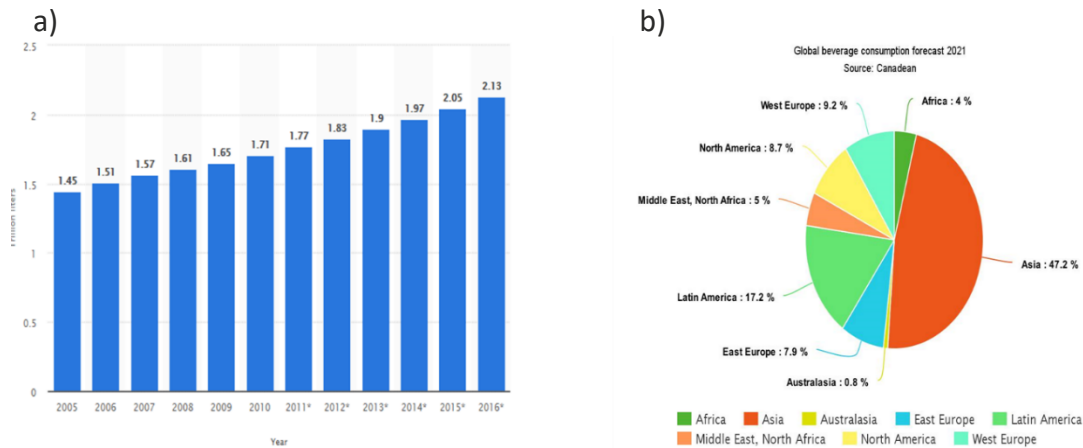 a)
2.5
2
1.5
1
0.5
0
1.45
1.51
1.57
1.61
1.65
1.71
1.77
1.83
1.9
1.97
2.05
2.13
2005 2006 2007 2008 2009 2010 2011* 2012* 2013* 2014* 2015* 2016*
Year
liters
b)
Global beverage consumption forecast 2021
Source: Canadean
West Europe : 9.2 %
Africa : 4 %
North America : 8.7 %
Middle East, North Africa : 5 %
Asia : 47.2 %
Latin America : 17.2 %
East Europe : 7.9 %
Australasia : 0.8 %
Africa Asia Australasia East Europe Latin America
Middle East, North Africa North America West Europe